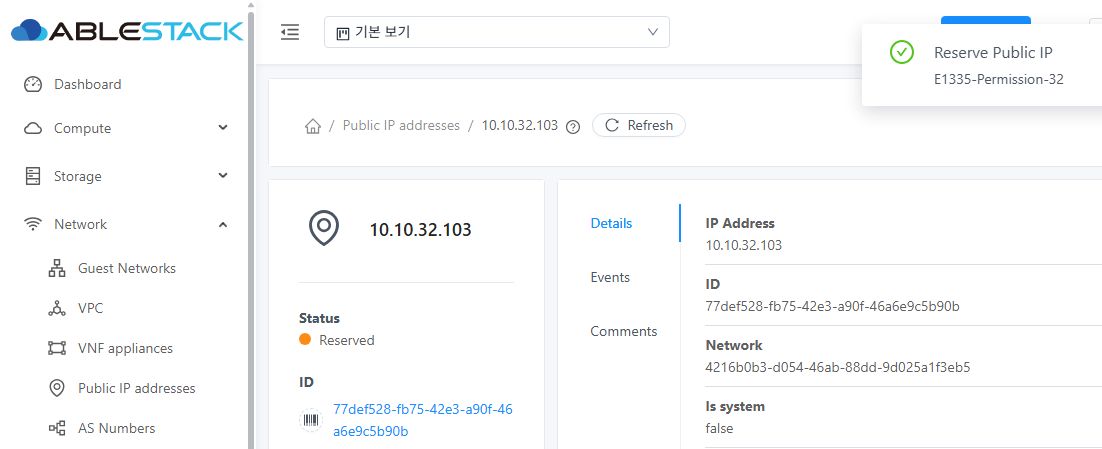 ABLESTACK
기본 보기
Reserve Public IP
E1335-Permission-32
Dashboard
Compute
Storage
Network
Guest Networks
VPC
VNF appliances
Public IP addresses
AS Numbers
/ Public IP addresses / 10.10.32.103 ? Refresh
10.10.32.103
Status
Reserved
ID
77def528-fb75-42e3-a90f-46
a6e9c5b90b
Details
Events
Comments
IP Address
10.10.32.103
ID
77def528-fb75-42e3-a90f-46a6e9c5b90b
Network
4216b0b3-d054-46ab-88dd-9d025a1f3eb5
Is system
false